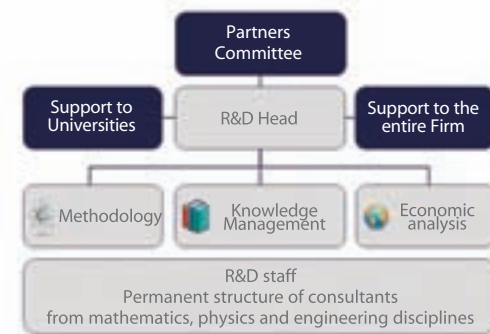 Partners
Committee
Support to
Universities
R&D Head
Support to the
entire Firm
Methodology
Knowledge
Management
Economic
analysis
R&D staff
Permanent structure of consultants
from mathematics, physics and engineering disciplines